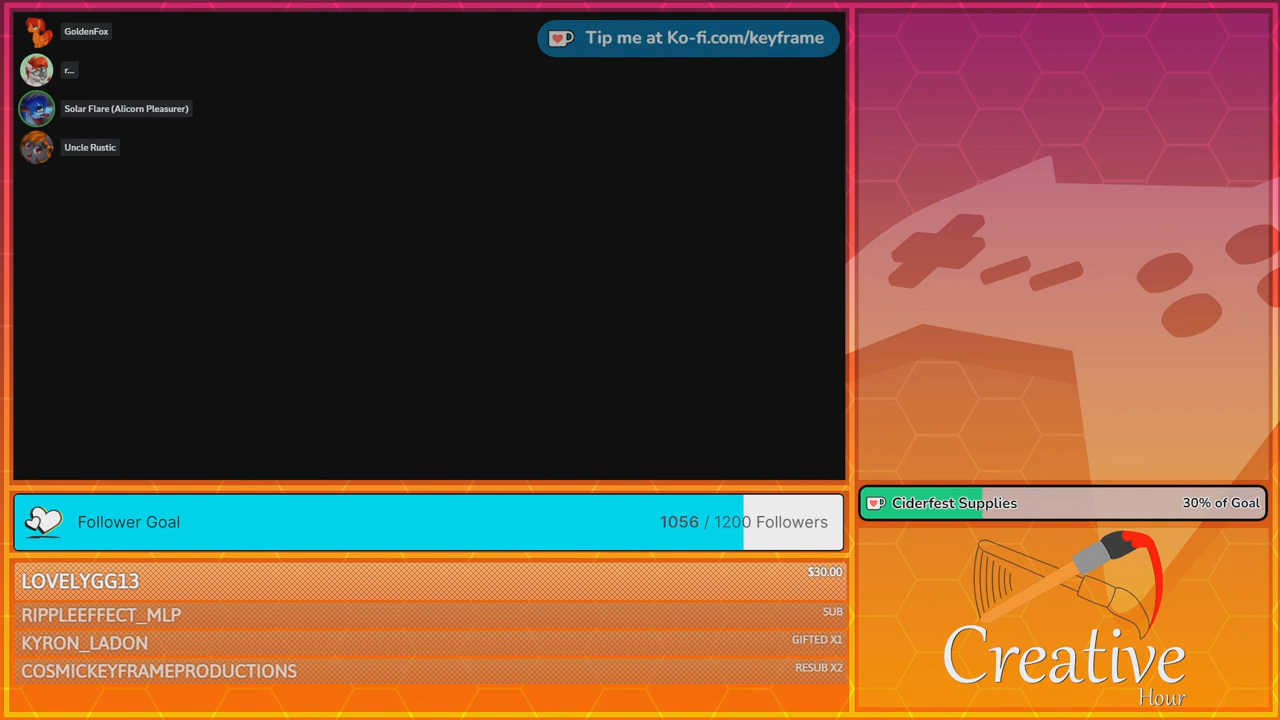 GoldenFox
r...
Solar Flare (Alicorn Pleasurer)
Uncle Rustic
Tip me at Ko-fi.com/keyframe
Follower Goal
1056 / 1200 Followers
LOVELYGG13 $30.00
RIPPLEEFFECT_MLP SUB
KYRON_LADON GIFTED X1
COSMICKEYFRAMEPRODUCTIONS RESUB X2
Ciderfest Supplies 30% of Goal
Creative
Hour